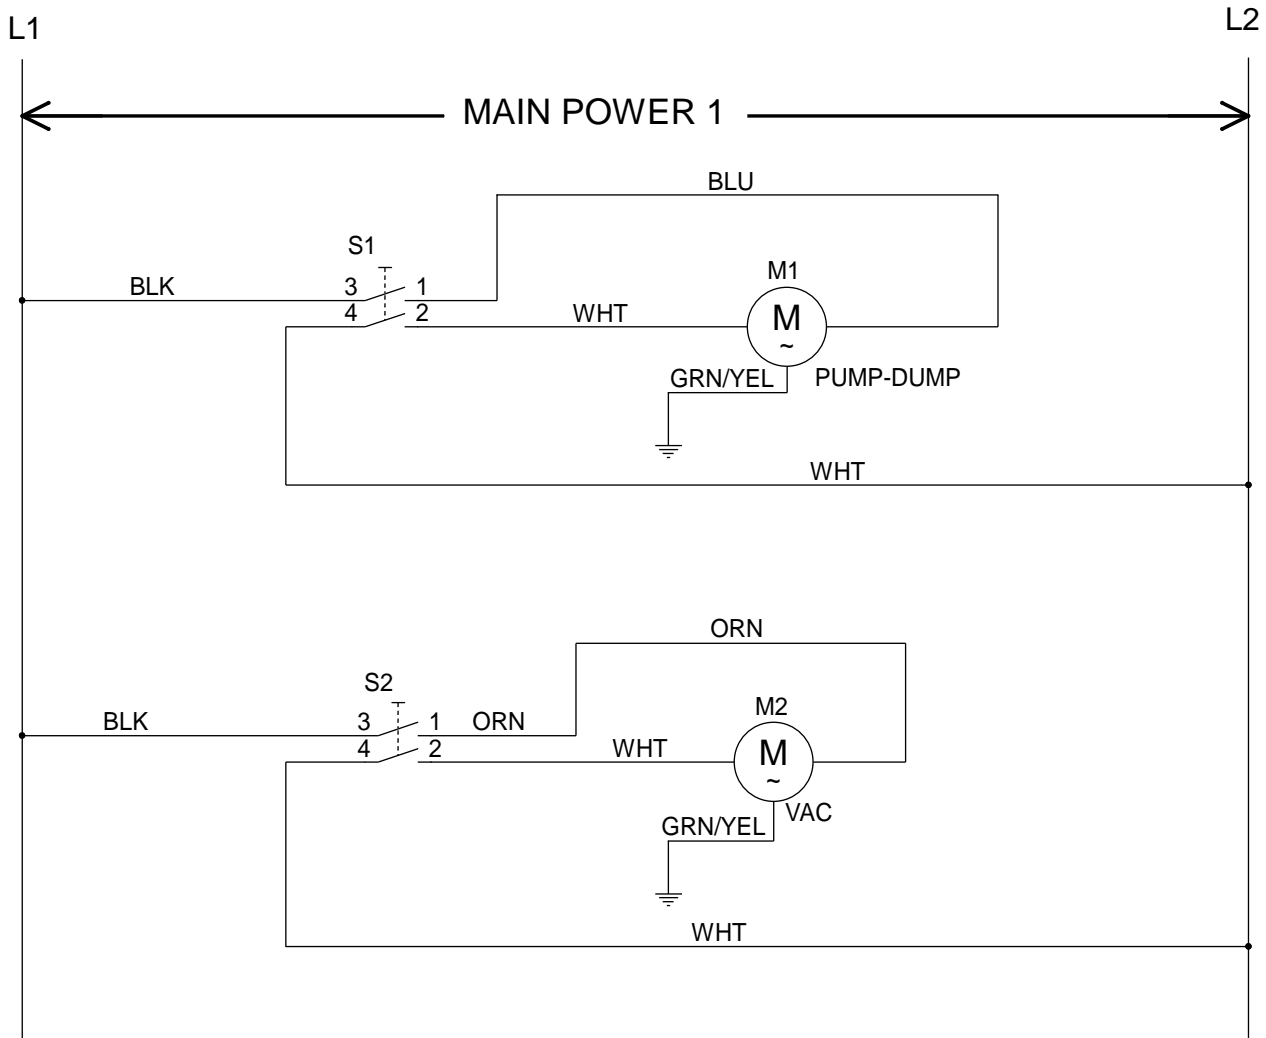 L1
L2
MAIN POWER 1
BLU
S1
M1
BLK
3
1
4
2
WHT
M
~
GRN/YEL
PUMP-DUMP
WHT
ORN
S2
M2
BLK
3
1
ORN
4
2
WHT
M
~
VAC
GRN/YEL
WHT